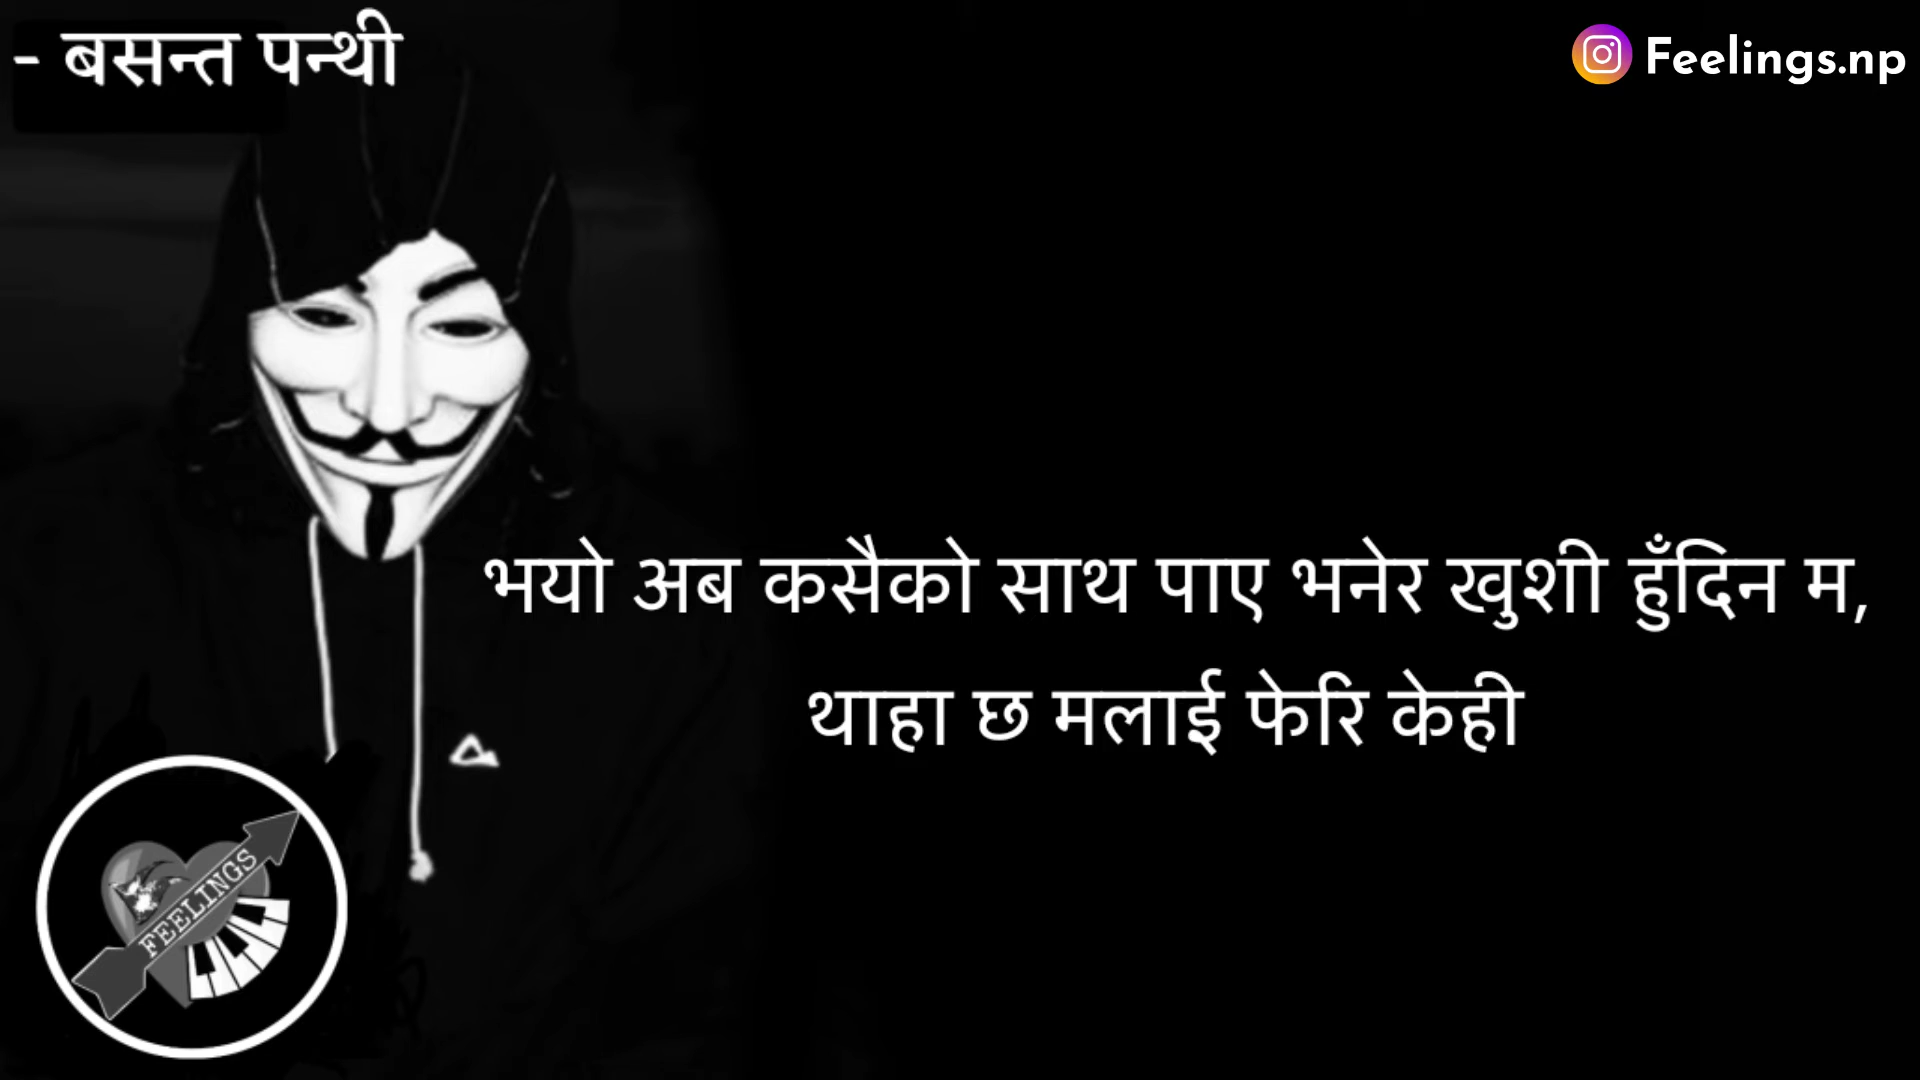 - बसन्त पन्थी
Feelings.np
भयो अब कसैको साथ पाए भनेर खुशी हुँदिन म,
थाहा छ मलाई फेरि केही
FEELINGS